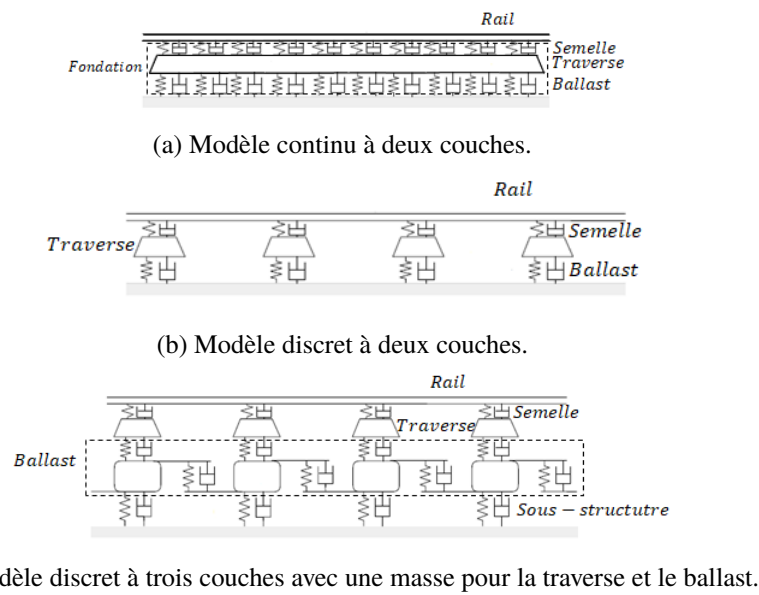 Rail
Semelle
Fondation
Traverse
Ballast
(a) Modèle continu à deux couches.
Rail
Traverse
Semelle
Ballast
(b) Modèle discret à deux couches.
Rail
Semelle
Traverse
Ballast
Sous - structutre
dèle discret à trois couches avec une masse pour la traverse et le ballast.